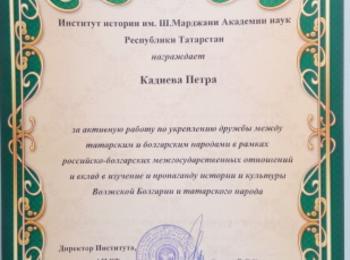 Институт истории им. Ш.Марджани Академии наук
Республики Татарстан
награждает
Кадиева Петра
за активную работу по укреплению дружбы между
татарским и болгарским народами в рамках
российско-болгарских межгосударственных отношений
и вклад в изучение и пропаганду истории и культуры
Волжской Болгарии и татарского народа
Директор Института,